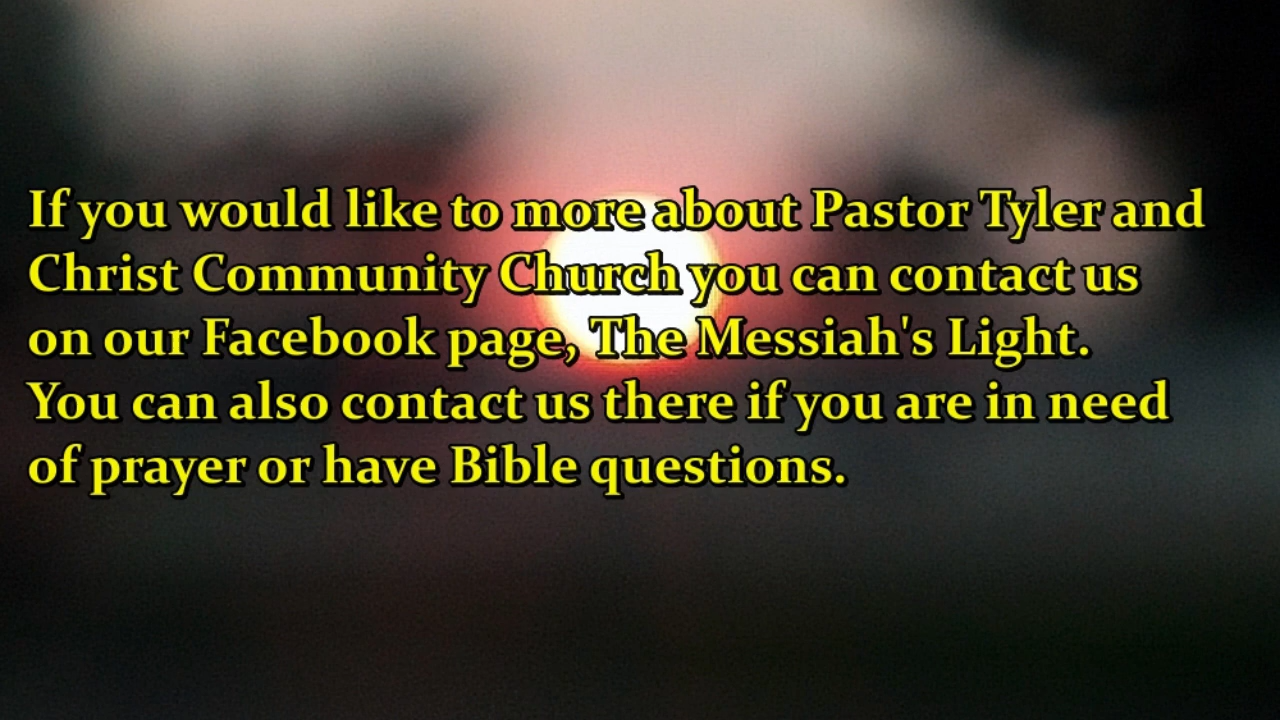 If you would like to more about Pastor Tyler and
Christ Community Church you can contact us
on our Facebook page, The Messiah's Light.
You can also contact us there if you are in need
of prayer or have Bible questions.